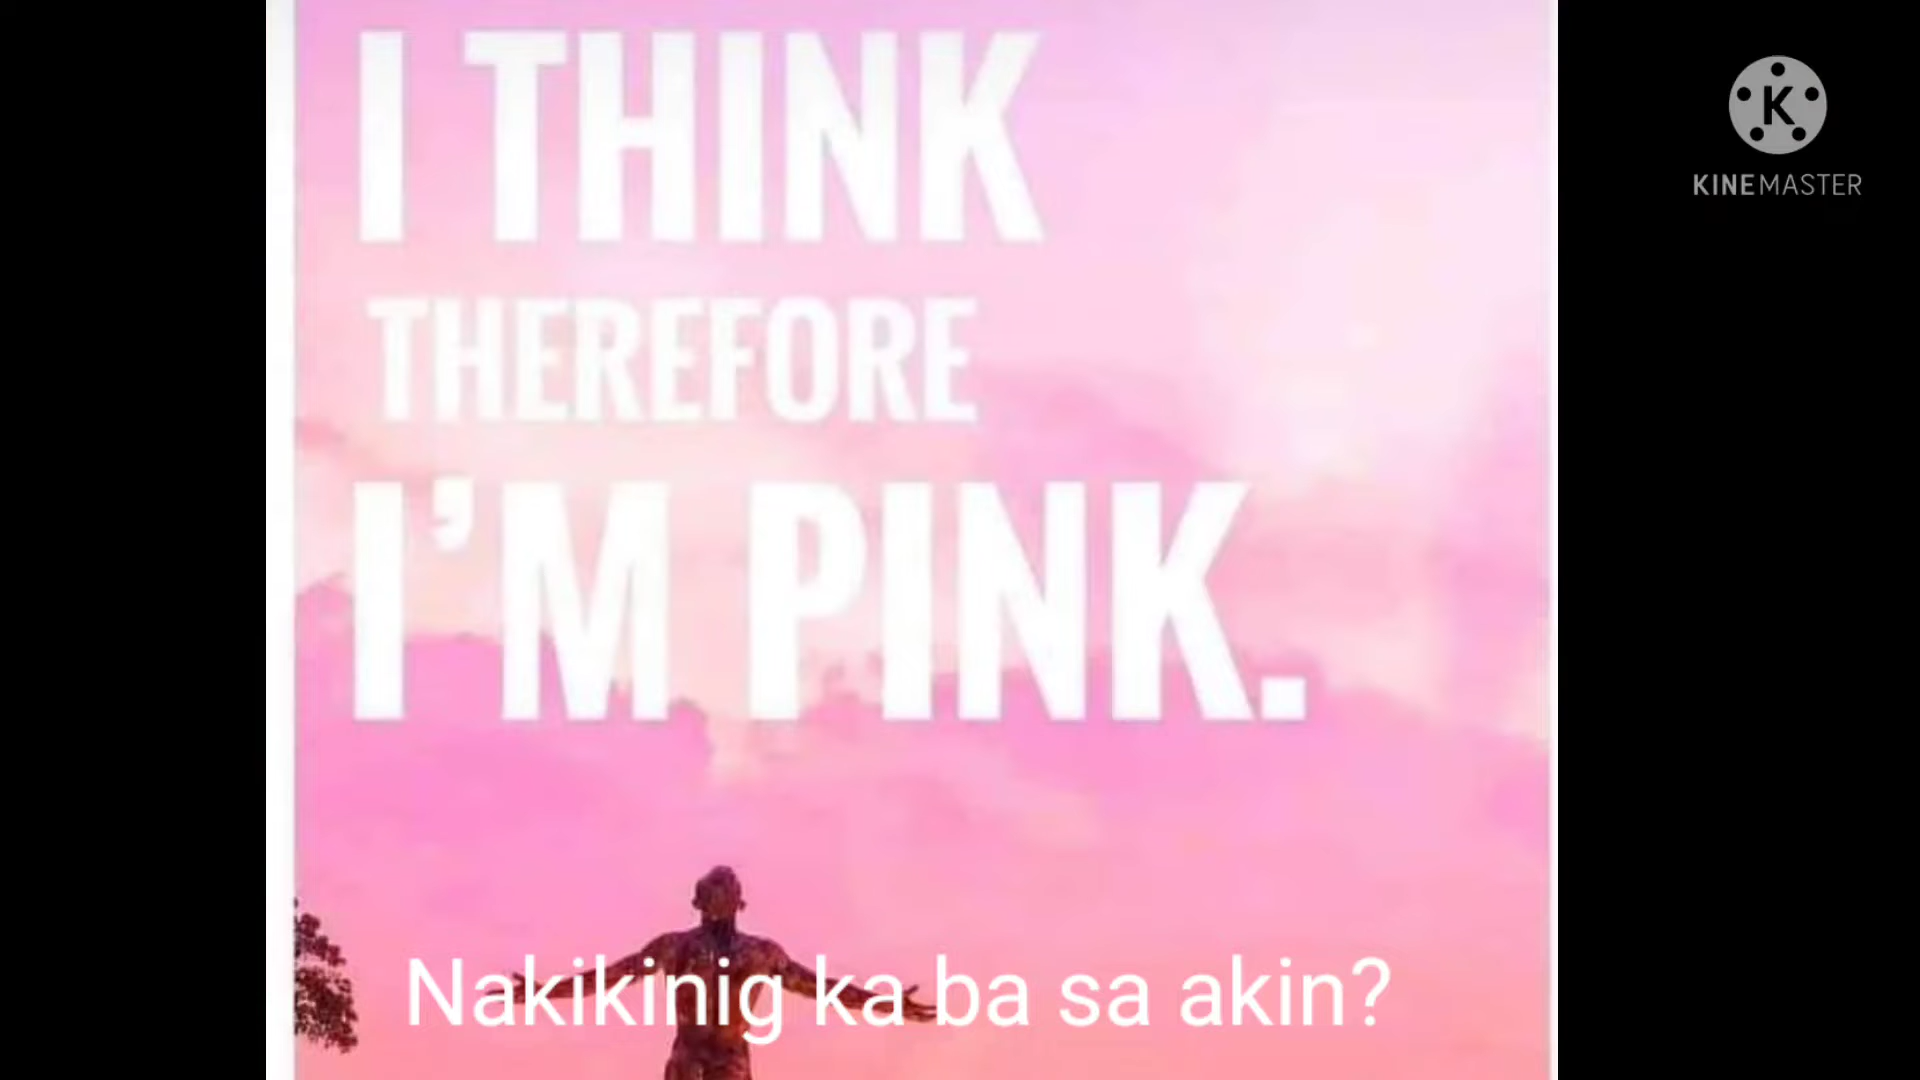 I THINK
THEREFORE
I'M PINK.
Nakikinig ka ba sa akin?
K
KINEMASTER